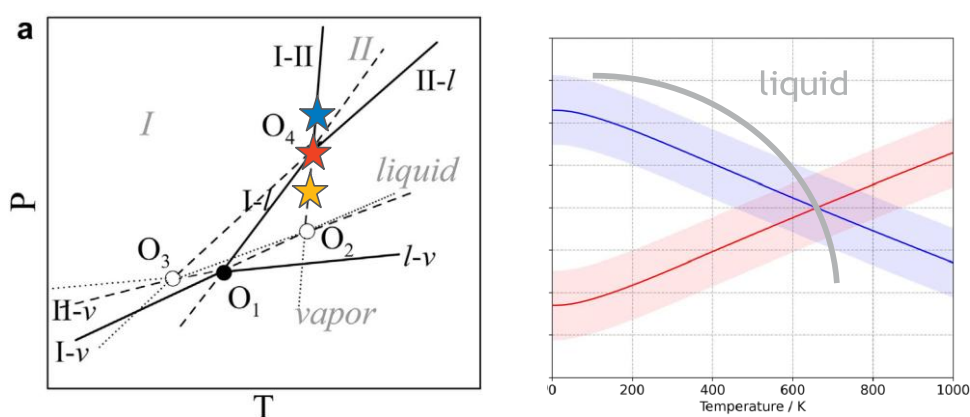 a
I-II
II
II-l
I
O₄
liquid
I-l
P
O₃
O₂
l-v
II-v
O₁
vapor
I-v
T
liquid
0 200 400 600 800 1000
Temperature / K